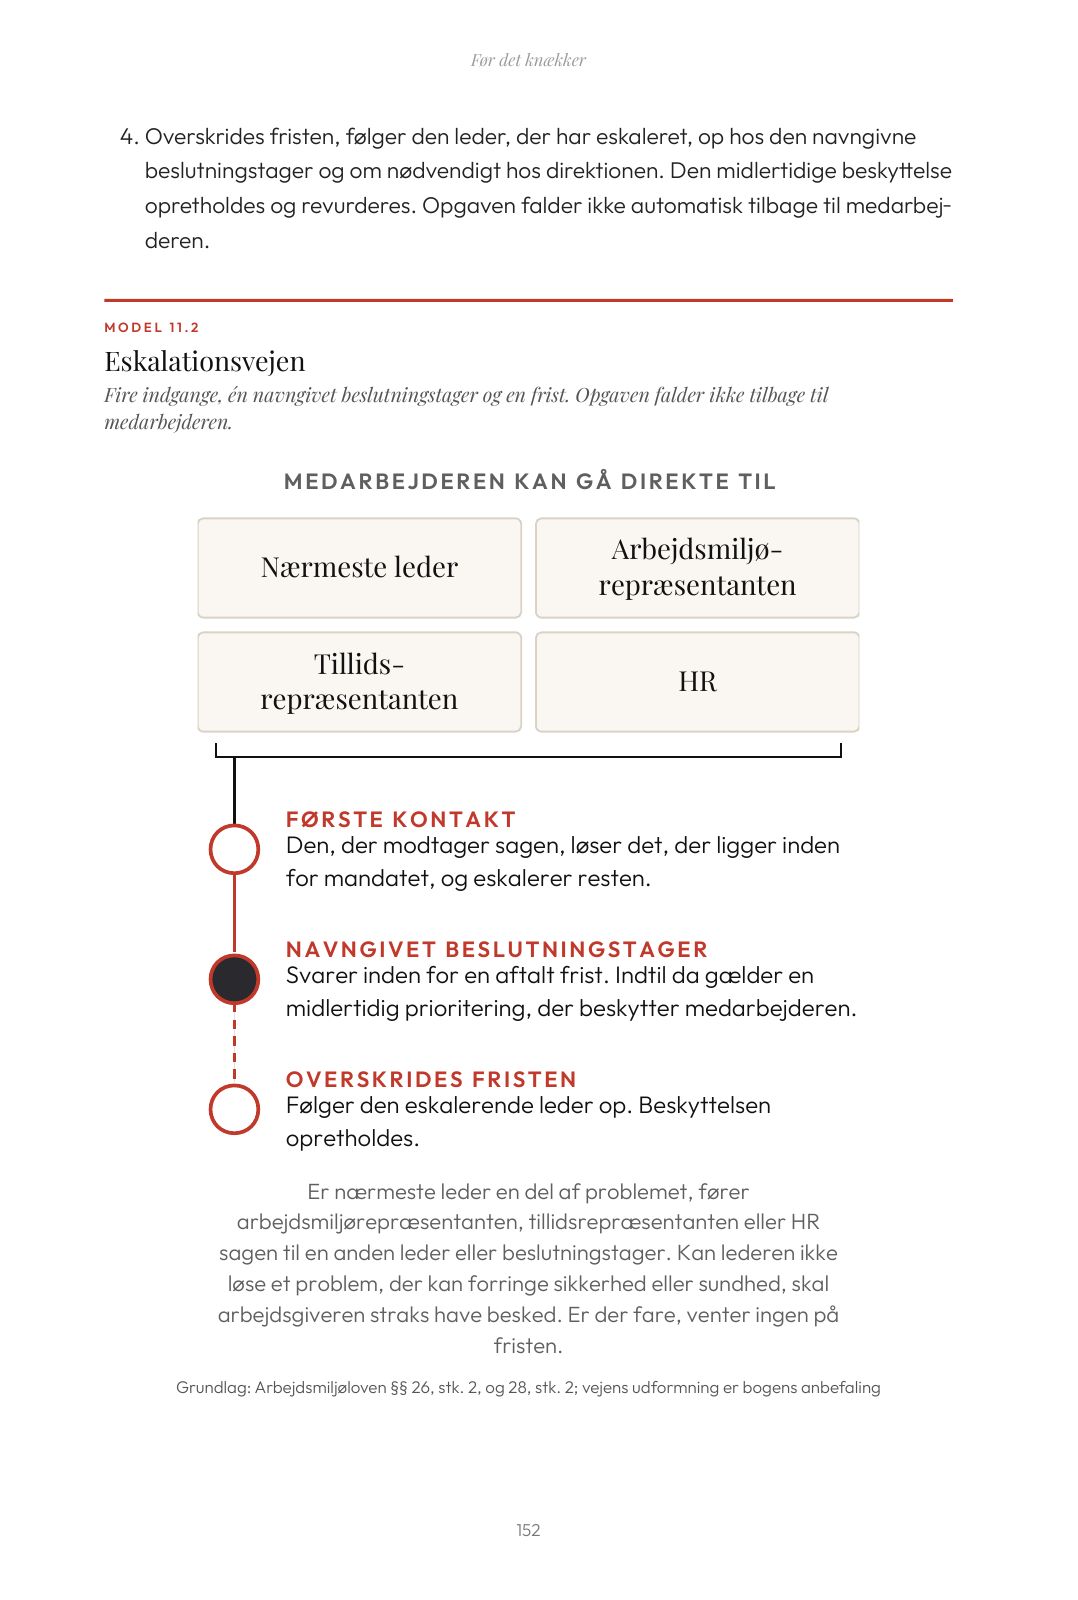 Før det knækker
4. Overskrides fristen, følger den leder, der har eskaleret, op hos den navngivne
beslutningstager og om nødvendigt hos direktionen. Den midlertidige beskyttelse
opretholdes og revurderes. Opgaven falder ikke automatisk tilbage til medarbej-
deren.
MODEL 11.2
Eskalationsvejen
Fire indgange, én navngivet beslutningstager og en frist. Opgaven falder ikke tilbage til
medarbejderen.
MEDARBEJDEREN KAN GÅ DIREKTE TIL
Nærmeste leder
Arbejdsmiljø-
repræsentanten
Tillids-
repræsentanten
HR
FØRSTE KONTAKT
Den, der modtager sagen, løser det, der ligger inden
for mandatet, og eskalerer resten.
NAVNGIVET BESLUTNINGSTAGER
Svarer inden for en aftalt frist. Indtil da gælder en
midlertidig prioritering, der beskytter medarbejderen.
OVERSKRIDES FRISTEN
Følger den eskalerende leder op. Beskyttelsen
opretholdes.
Er nærmeste leder en del af problemet, fører
arbejdsmiljørepræsentanten, tillidsrepræsentanten eller HR
sagen til en anden leder eller beslutningstager. Kan lederen ikke
løse et problem, der kan forringe sikkerhed eller sundhed, skal
arbejdsgiveren straks have besked. Er der fare, venter ingen på
fristen.
Grundlag: Arbejdsmiljøloven §§ 26, stk. 2, og 28, stk. 2; vejens udformning er bogens anbefaling
152